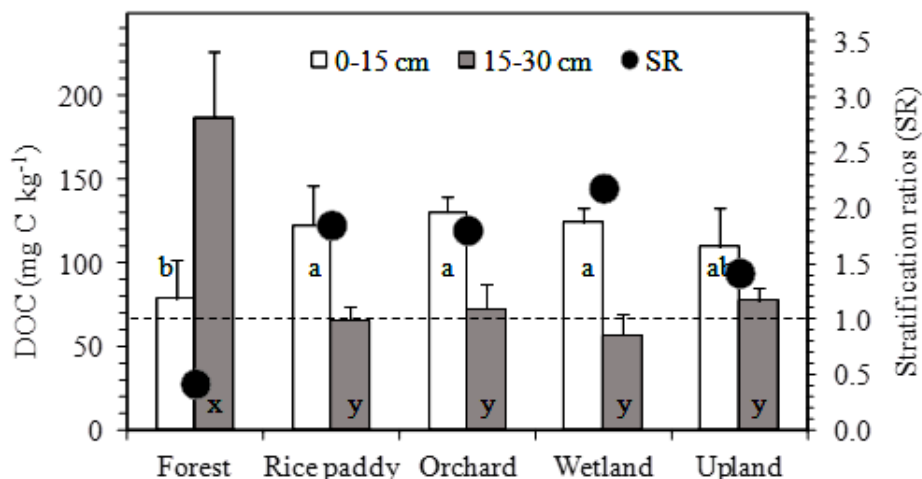 0-15 cm 15-30 cm SR
DOC (mg C kg-1)
200
150
100
50
0
b a a a ab
x y y y y
3.5
3.0
2.5
2.0
1.5
1.0
0.5
0.0
Stratification ratios (SR)
Forest Rice paddy Orchard Wetland Upland